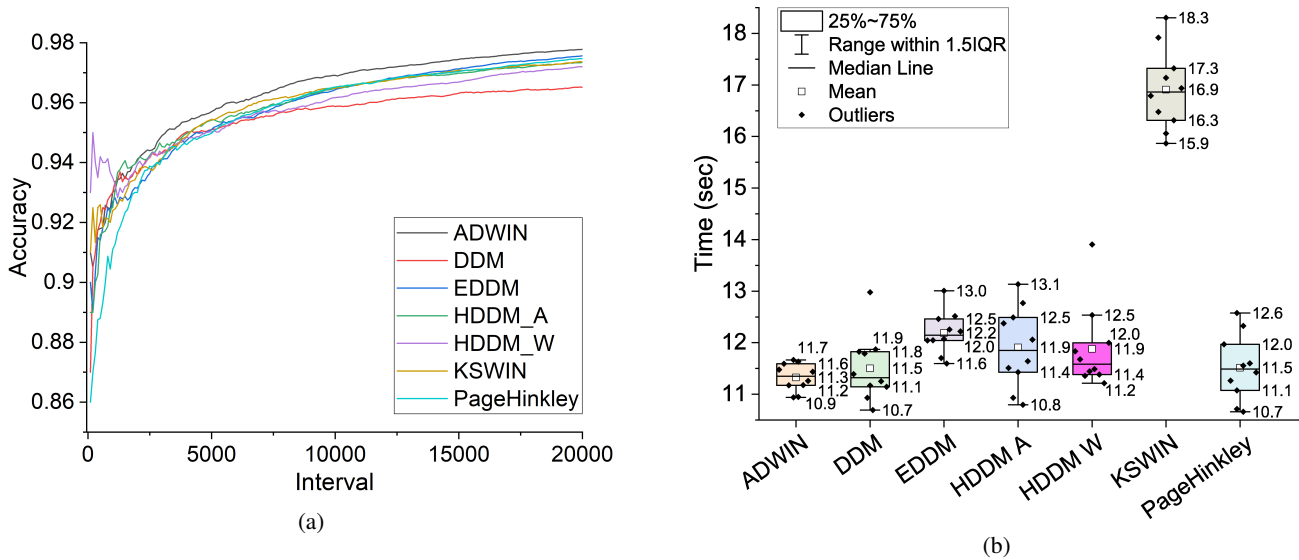 0.98
0.96
0.94
0.92
0.9
0.88
0.86
Accuracy
0
5000
10000
15000
20000
Interval
ADWIN
DDM
EDDM
HDDM_A
HDDM_W
KSWIN
PageHinkley
(a)
18
17
16
15
14
13
12
11
Time (sec)
25%~75%
Range within 1.5IQR
Median Line
Mean
Outliers
11.7
11.6
11.3
11.2
10.9
11.9
11.8
11.5
11.1
10.7
13.0
12.5
12.2
12.0
11.6
13.1
12.5
11.9
11.4
10.8
12.5
12.0
11.9
11.4
11.2
18.3
17.3
16.9
16.3
15.9
12.6
12.0
11.5
11.1
10.7
ADWIN
DDM
EDDM
HDDM A
HDDM W
KSWIN
PageHinkley
(b)